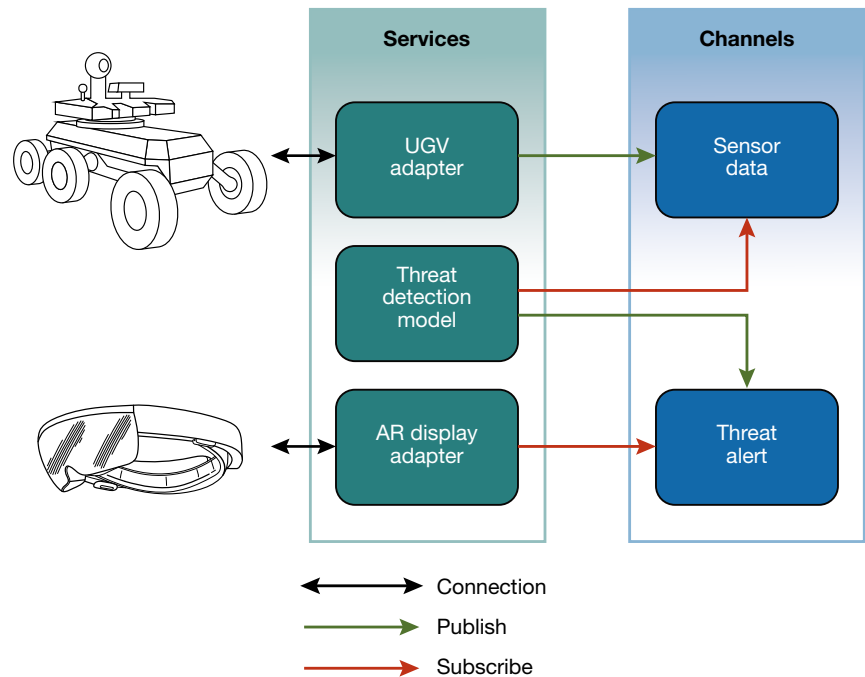 Services
Channels
UGV
adapter
Sensor
data
Threat
detection
model
AR display
adapter
Threat
alert
Connection
Publish
Subscribe